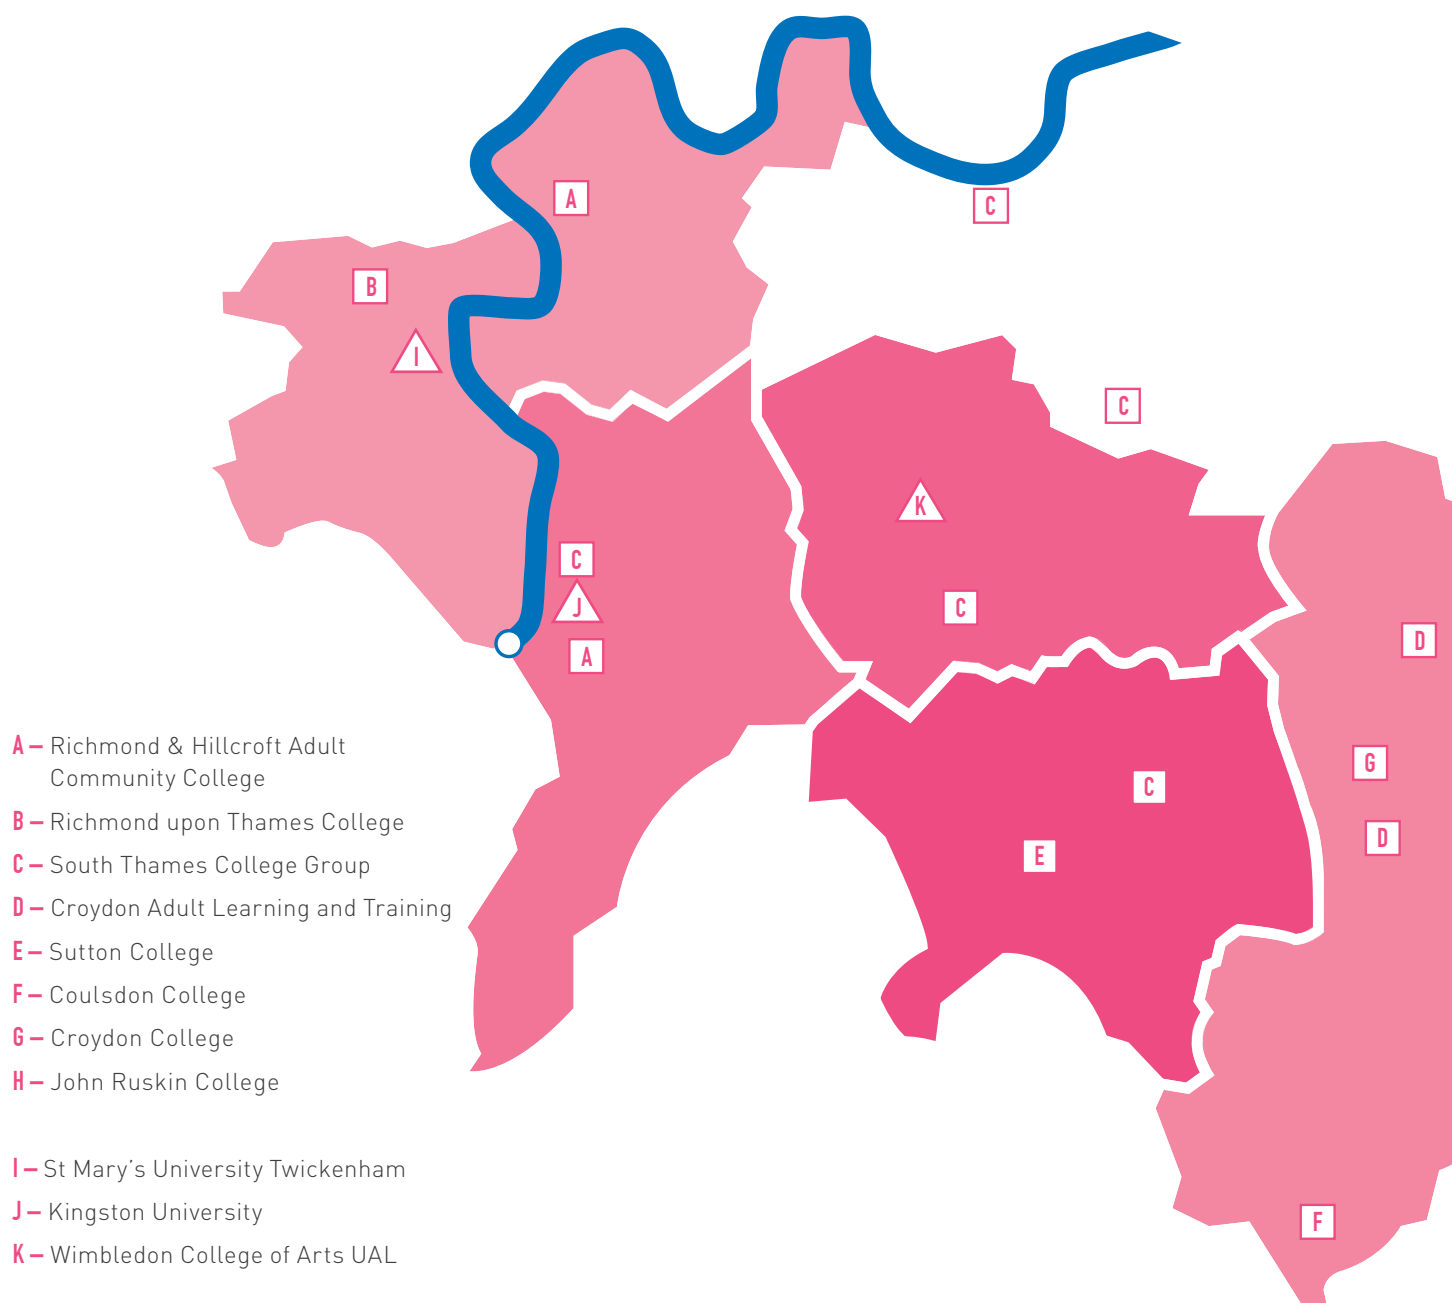 C
A
B
I
C
K
C
C
J
A
D
G
C
D
E
F
A – Richmond & Hillcroft Adult
Community College
B – Richmond upon Thames College
C – South Thames College Group
D – Croydon Adult Learning and Training
E – Sutton College
F – Coulsdon College
G – Croydon College
H – John Ruskin College
I – St Mary’s University Twickenham
J – Kingston University
K – Wimbledon College of Arts UAL